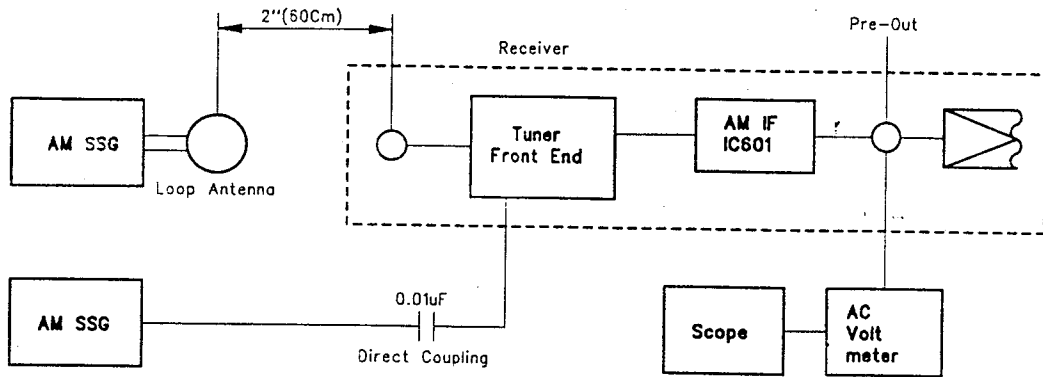 2"(60Cm)
Pre-Out
Receiver
AM SSG
Loop Antenna
Tuner
Front End
AM IF
IC601
AM SSG
0.01uF
Direct Coupling
Scope
AC
Volt
meter